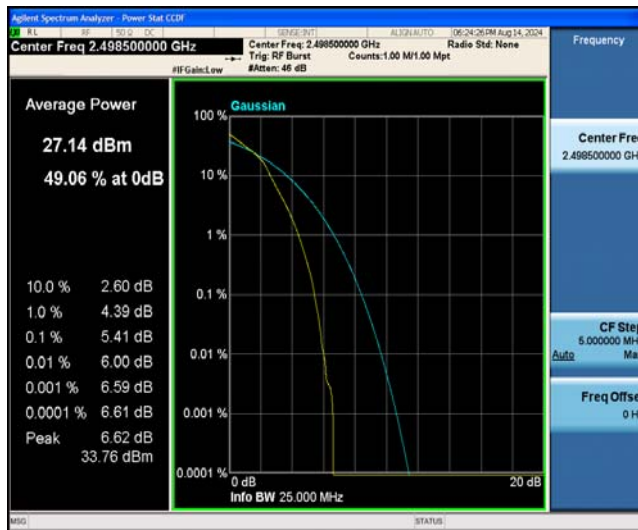 Agilent Spectrum Analyzer - Power Stat CCDF
RL RF 50 Ω DC SENSE:INT ALIGN AUTO 06:24:26 PM Aug 14, 2024
Center Freq 2.498500000 GHz
Center Freq: 2.498500000 GHz Radio Std: None
Trig: RF Burst Counts:1.00 M/1.00 Mpt
#IFGain:Low #Atten: 46 dB
Frequency
Average Power
27.14 dBm
49.06 % at 0dB
10.0 % 2.60 dB
1.0 % 4.39 dB
0.1 % 5.41 dB
0.01 % 6.00 dB
0.001 % 6.59 dB
0.0001 % 6.61 dB
Peak 6.62 dB
33.76 dBm
Gaussian
100 %
10 %
1 %
0.1 %
0.01 %
0.001 %
0.0001 %
0 dB 20 dB
Info BW 25.000 MHz
Center Fre
2.498500000 GH
CF Step
5.000000 MH
Auto Ma
Freq Offse
0 H
MSG STATUS